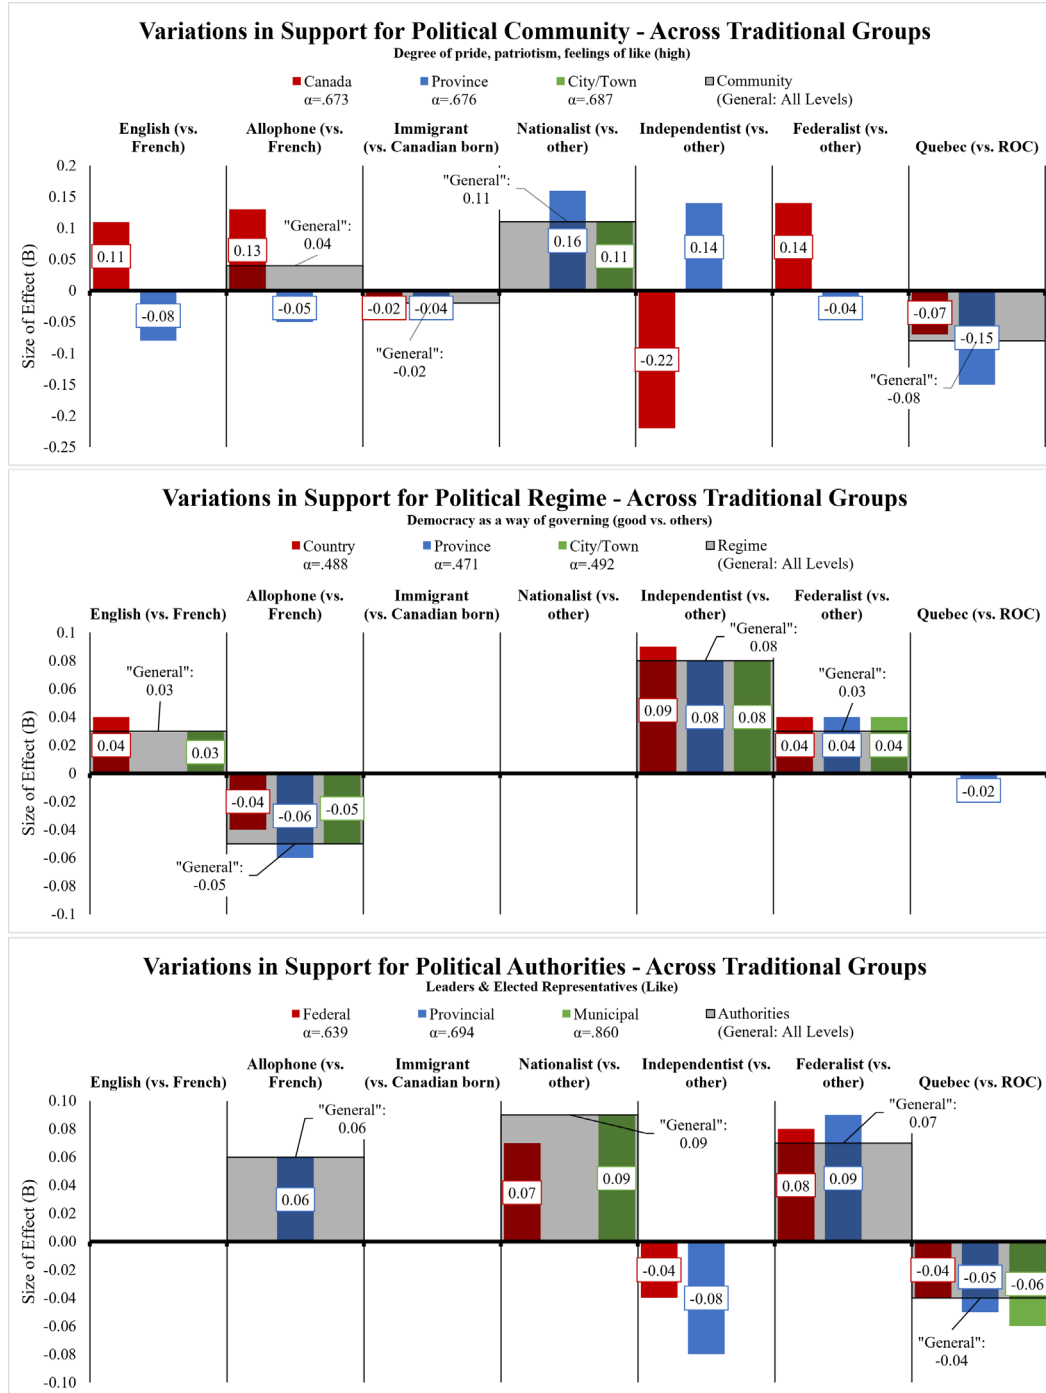 Variations in Support for Political Community - Across Traditional Groups
Degree of pride, patriotism, feelings of like (high)
Canada Province City/Town Community
α=.673 α=.676 α=.687 (General: All Levels)
English (vs. French) Allophone (vs. French) Immigrant (vs. Canadian born) Nationalist (vs. other) Independentist (vs. other) Federalist (vs. other) Quebec (vs. ROC)
Size of Effect (B)
0.2
0.15
0.1
0.05
0
-0.05
-0.1
-0.15
-0.2
-0.25
0.11
-0.08
0.13
-0.05
"General":
0.04
-0.02
-0.04
"General":
-0.02
"General":
0.11
0.16
0.11
-0.22
0.14
0.14
-0.04
-0.07
-0.15
"General":
-0.08
Variations in Support for Political Regime - Across Traditional Groups
Democracy as a way of governing (good vs. others)
Country Province City/Town Regime
α=.488 α=.471 α=.492 (General: All Levels)
English (vs. French) Allophone (vs. French) Immigrant (vs. Canadian born) Nationalist (vs. other) Independentist (vs. other) Federalist (vs. other) Quebec (vs. ROC)
Size of Effect (B)
0.1
0.08
0.06
0.04
0.02
0
-0.02
-0.04
-0.06
-0.08
-0.1
"General":
0.03
0.04
0.03
-0.04
-0.06
-0.05
"General":
-0.05
"General":
0.08
0.09
0.08
0.08
"General":
0.03
0.04
0.04
0.04
-0.02
Variations in Support for Political Authorities - Across Traditional Groups
Leaders & Elected Representatives (Like)
Federal Provincial Municipal Authorities
α=.639 α=.694 α=.860 (General: All Levels)
English (vs. French) Allophone (vs. French) Immigrant (vs. Canadian born) Nationalist (vs. other) Independentist (vs. other) Federalist (vs. other) Quebec (vs. ROC)
Size of Effect (B)
0.10
0.08
0.06
0.04
0.02
0.00
-0.02
-0.04
-0.06
-0.08
-0.10
"General":
0.06
0.06
0.07
0.09
"General":
0.09
-0.04
-0.08
0.08
0.09
"General":
0.07
-0.04
-0.05
-0.06
"General":
-0.04